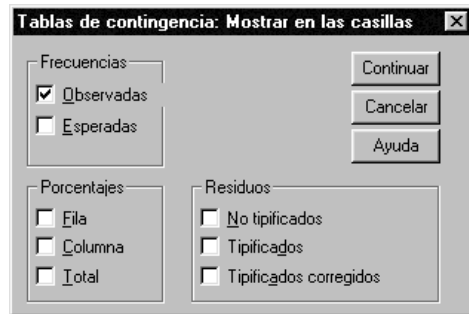 Tablas de contingencia: Mostrar en las casillas
Frecuencias
Observadas
Esperadas
Continuar
Cancelar
Ayuda
Porcentajes
Fila
Columna
Total
Residuos
No tipificados
Tipificados
Tipificados corregidos